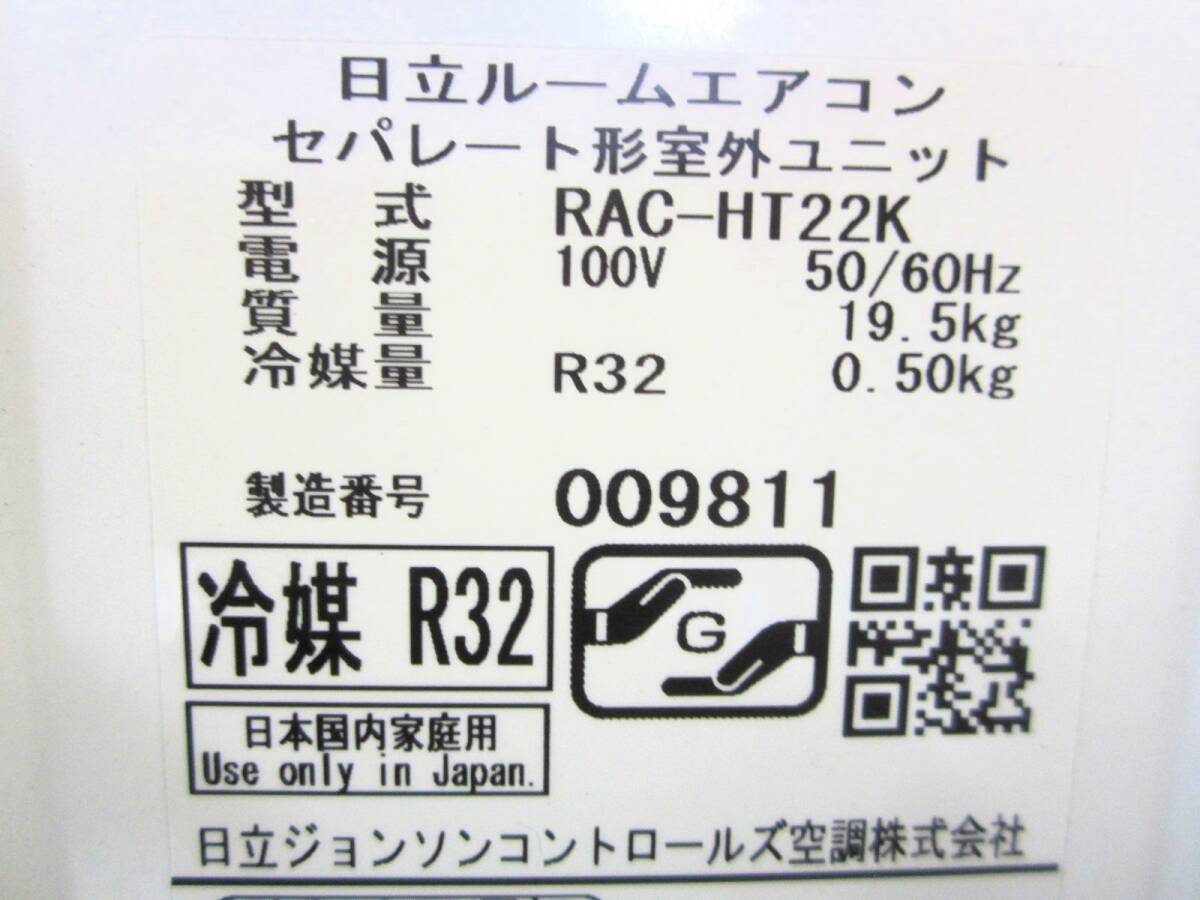 日立ルームエアコン
セパレート形室外ユニット
型式 RAC-HT22K
電源 100V 50/60Hz
質量 19.5kg
冷媒量 R32 0.50kg
製造番号 009811
冷媒 R32
G
日本国内家庭用
Use only in Japan.
日立ジョンソンコントロールズ空調株式会社